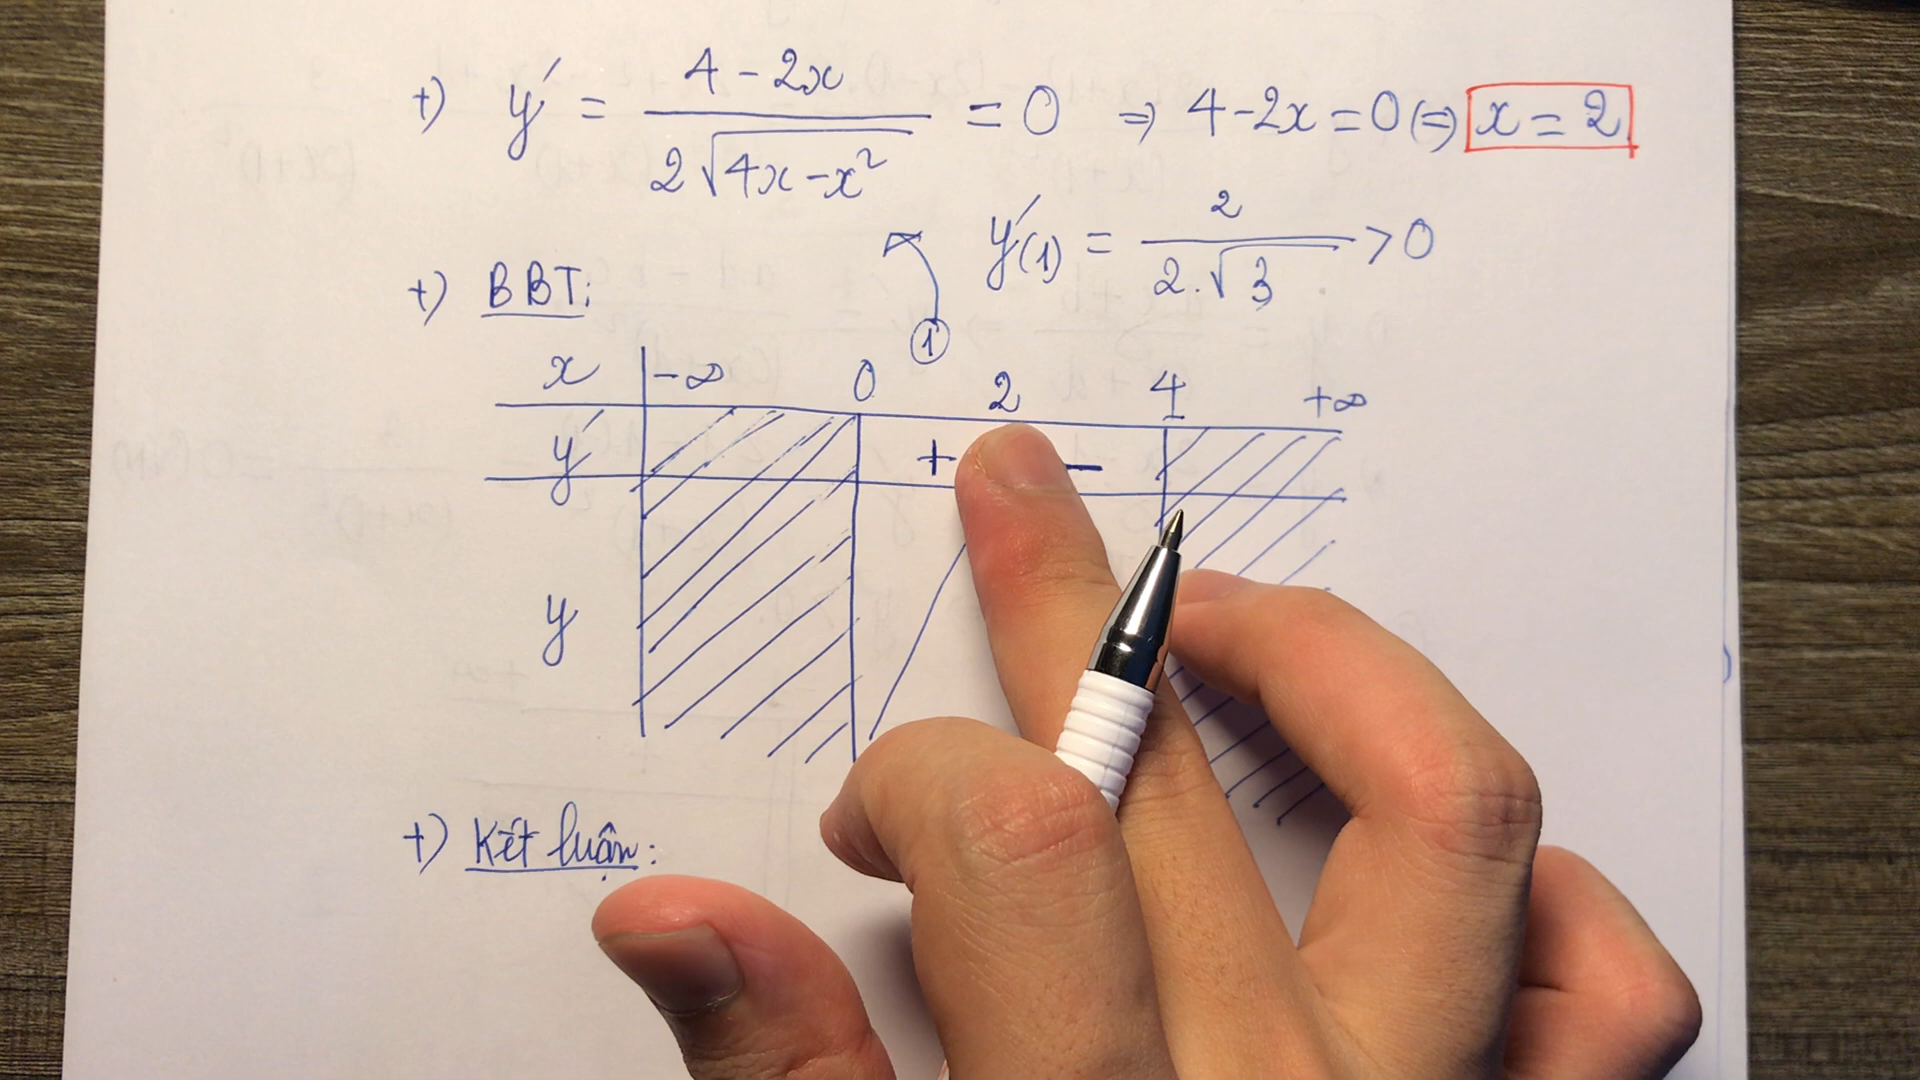 +) y' = (4 - 2x) / (2√(4x - x²)) = 0 ⇒ 4 - 2x = 0 ⇔ x = 2
y'(1) = 2 / (2.√3) > 0
+) BBT:
1
x -∞ 0 2 4 +∞
y' + -
y
+) Kết luận: